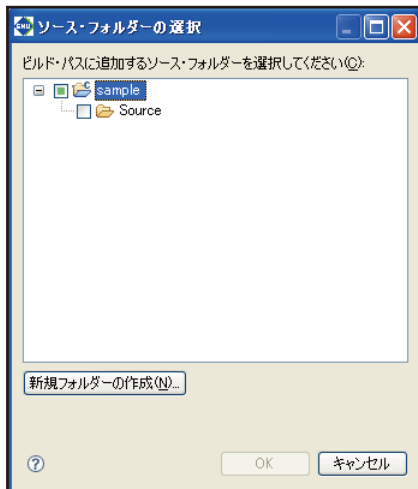 ソース・フォルダーの選択
ビルド・パスに追加するソース・フォルダーを選択してください(C):
sample
Source
新規フォルダーの作成(N)...
OK
キャンセル